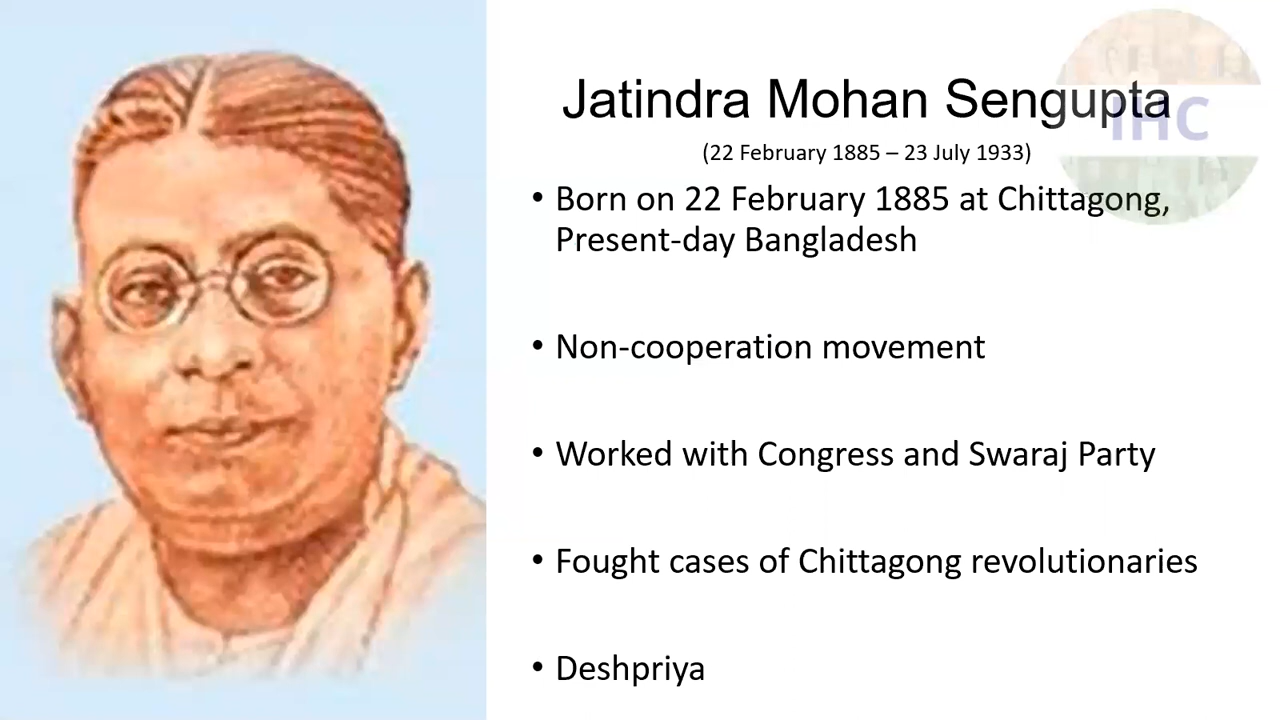 Jatindra Mohan Sengupta
IHC
(22 February 1885 – 23 July 1933)
• Born on 22 February 1885 at Chittagong,
Present-day Bangladesh
• Non-cooperation movement
• Worked with Congress and Swaraj Party
• Fought cases of Chittagong revolutionaries
• Deshpriya